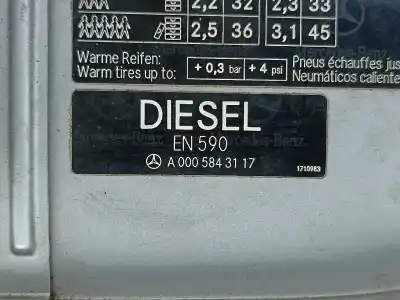 2,2 32 2,3 33
2,5 36 3,1 45
Warme Reifen: Pneus échauffés jus
Warm tires up to: + 0,3 bar + 4 psi Neumáticos caliente
DIESEL
EN 590
A 000 584 31 17
1710983